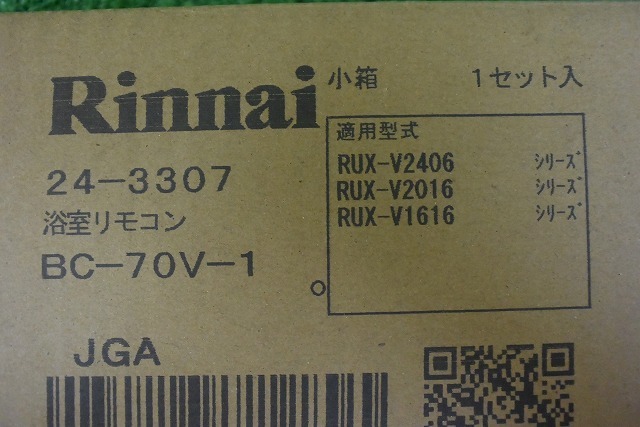 Rinnai 小箱 1セット入
適用型式
RUX-V2406 ｼﾘｰｽﾞ
24-3307
RUX-V2016 ｼﾘｰｽﾞ
浴室リモコン
RUX-V1616 ｼﾘｰｽﾞ
BC-70V-1
JGA